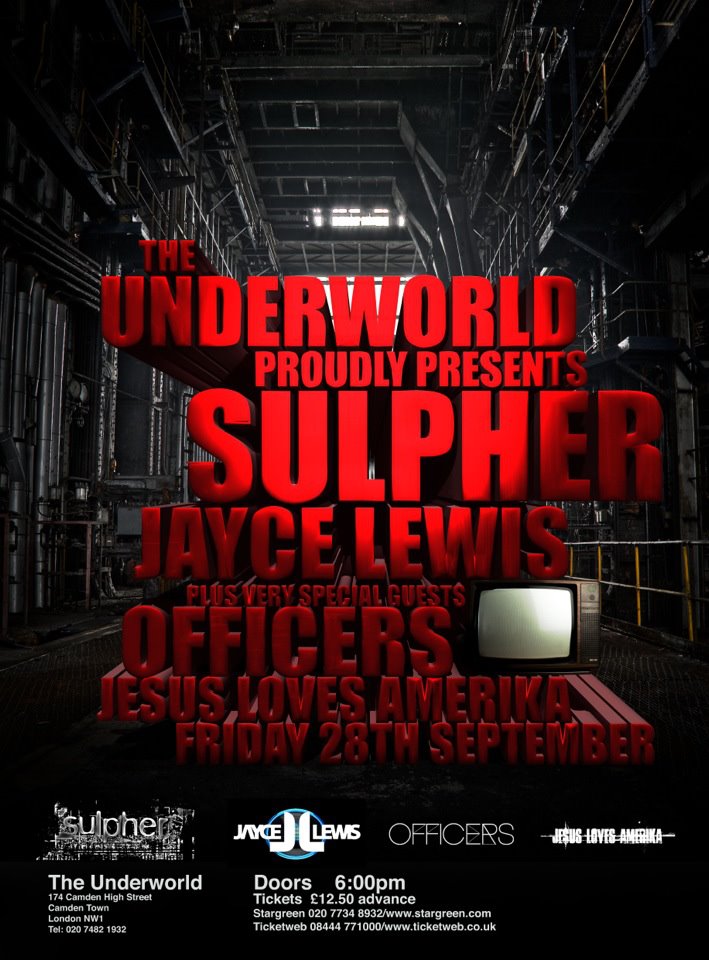 THE
UNDERWORLD
PROUDLY PRESENTS
SULPHER
JAYCE LEWIS
PLUS VERY SPECIAL GUESTS
OFFICERS
JESUS LOVES AMERIKA
FRIDAY 28TH SEPTEMBER
sulpher
JAYCE JL LEWIS
OFFICERS
JESUS LOVES AMERIKA
The Underworld
174 Camden High Street
Camden Town
London NW1
Tel: 020 7482 1932
Doors 6:00pm
Tickets £12.50 advance
Stargreen 020 7734 8932/www.stargreen.com
Ticketweb 08444 771000/www.ticketweb.co.uk